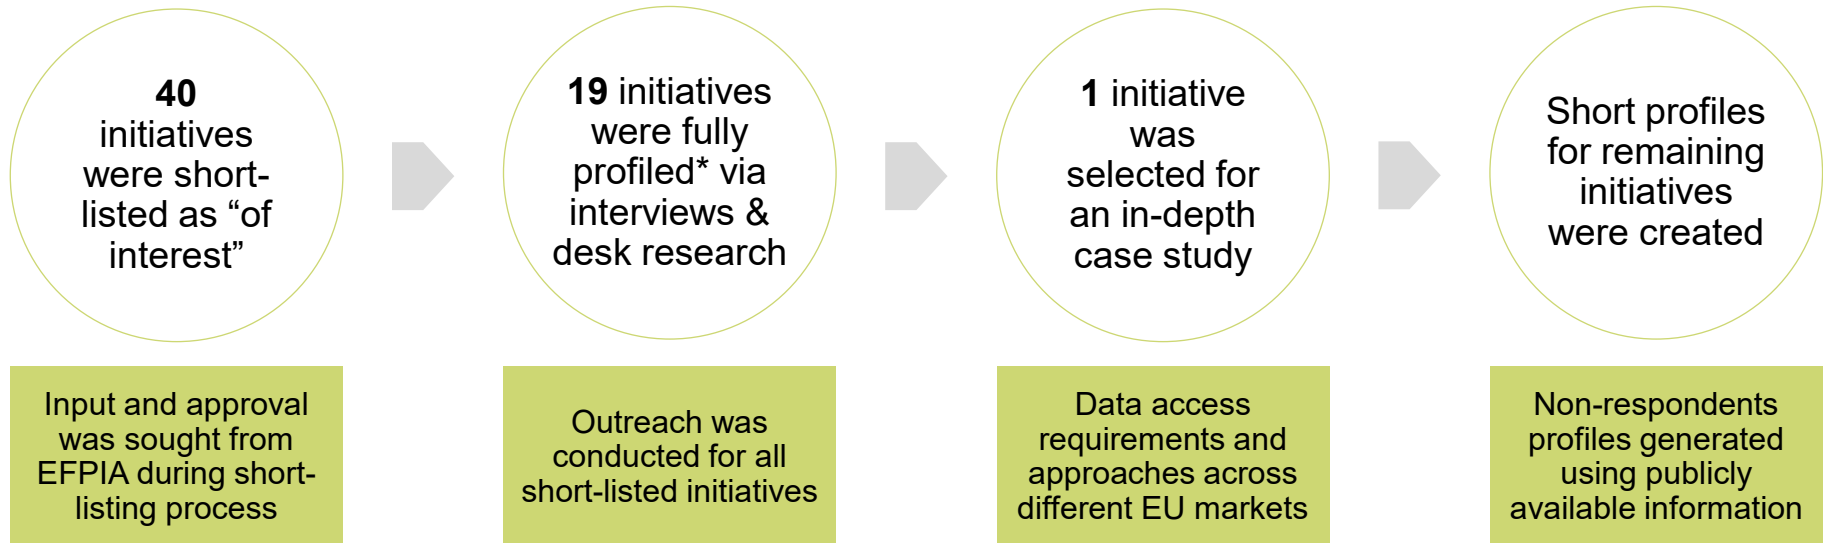 40
initiatives
were short-
listed as “of
interest”
19 initiatives
were fully
profiled* via
interviews &
desk research
1 initiative
was
selected for
an in-depth
case study
Short profiles
for remaining
initiatives
were created
Input and approval
was sought from
EFPIA during short-
listing process
Outreach was
conducted for all
short-listed initiatives
Data access
requirements and
approaches across
different EU markets
Non-respondents
profiles generated
using publicly
available information